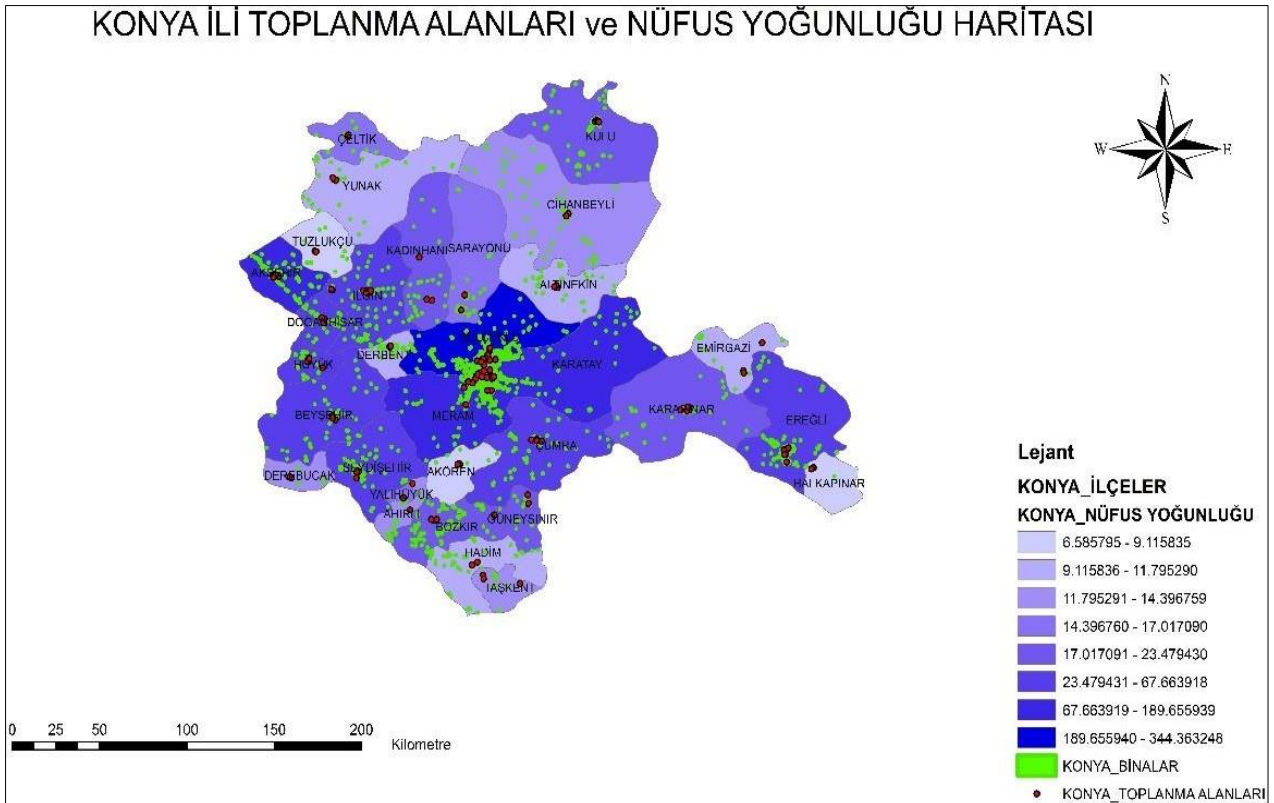 KONYA İLİ TOPLANMA ALANLARI ve NÜFUS YOĞUNLUĞU HARİTASI
N
W E
S
KULU
ÇELTİK
YUNAK
CİHANBEYLİ
TUZLUKÇU
KADINHANI
SARAYÖNÜ
AKŞEHİR
ILGIN
ALTINEKİN
DOĞANHİSAR
DERBENT
HÜYÜK
KARATAY
EMİRGAZİ
BEYŞEHİR
MERAM
KARAPINAR
EREĞLİ
ÇUMRA
DEREBUCAK
SEYDİŞEHİR
AKÖREN
HALKAPINAR
YALIHÜYÜK
AHIRLI
BOZKIR
GÜNEYSINIR
HADİM
TAŞKENT
Lejant
KONYA_İLÇELER
KONYA_NÜFUS YOĞUNLUĞU
6.585795 - 9.115835
9.115836 - 11.795290
11.795291 - 14.396759
14.396760 - 17.017090
17.017091 - 23.479430
23.479431 - 67.663918
67.663919 - 189.655939
189.655940 - 344.363248
KONYA_BİNALAR
KONYA_TOPLANMA ALANLARI
0 25 50 100 150 200
Kilometre